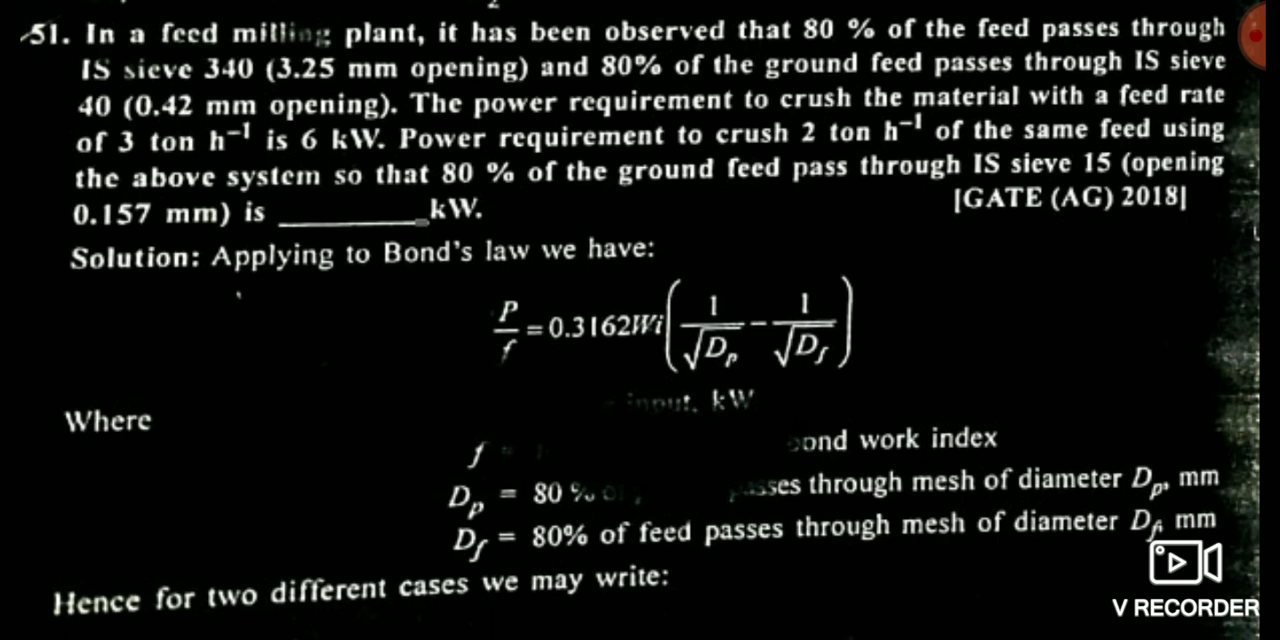 51. In a feed milling plant, it has been observed that 80 % of the feed passes through
IS sieve 340 (3.25 mm opening) and 80% of the ground feed passes through IS sieve
40 (0.42 mm opening). The power requirement to crush the material with a feed rate
of 3 ton h⁻¹ is 6 kW. Power requirement to crush 2 ton h⁻¹ of the same feed using
the above system so that 80 % of the ground feed pass through IS sieve 15 (opening
0.157 mm) is ________ kW. [GATE (AG) 2018]
Solution: Applying to Bond's law we have:
P/f = 0.3162Wi(1/√Dp − 1/√Df)
input, kW
Where
f = work index
Dp = 80 % through mesh of diameter Dp, mm
Df = 80% of feed passes through mesh of diameter Df, mm
Hence for two different cases we may write:
V RECORDER